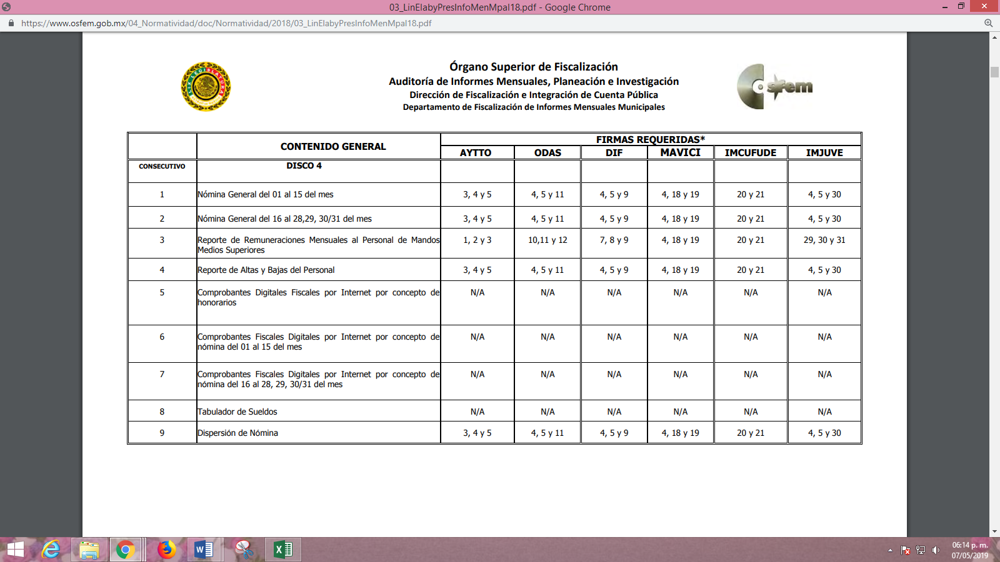 03_LinElabyPresInfoMenMpal18.pdf - Google Chrome
https://www.osfem.gob.mx/04_Normatividad/doc/Normatividad/2018/03_LinElabyPresInfoMenMpal18.pdf
Órgano Superior de Fiscalización
Auditoría de Informes Mensuales, Planeación e Investigación
Dirección de Fiscalización e Integración de Cuenta Pública
Departamento de Fiscalización de Informes Mensuales Municipales
LIX LEGISLATURA
sfem
CONTENIDO GENERAL FIRMAS REQUERIDAS*
AYTTO ODAS DIF MAVICI IMCUFUDE IMJUVE
CONSECUTIVO DISCO 4
1 Nómina General del 01 al 15 del mes 3, 4 y 5 4, 5 y 11 4, 5 y 9 4, 18 y 19 20 y 21 4, 5 y 30
2 Nómina General del 16 al 28,29, 30/31 del mes 3, 4 y 5 4, 5 y 11 4, 5 y 9 4, 18 y 19 20 y 21 4, 5 y 30
3 Reporte de Remuneraciones Mensuales al Personal de Mandos 1, 2 y 3 10,11 y 12 7, 8 y 9 4, 18 y 19 20 y 21 29, 30 y 31
Medios Superiores
4 Reporte de Altas y Bajas del Personal 3, 4 y 5 4, 5 y 11 4, 5 y 9 4, 18 y 19 20 y 21 4, 5 y 30
5 Comprobantes Digitales Fiscales por Internet por concepto de N/A N/A N/A N/A N/A N/A
honorarios
6 Comprobantes Fiscales Digitales por Internet por concepto de N/A N/A N/A N/A N/A N/A
nómina del 01 al 15 del mes
7 Comprobantes Fiscales Digitales por Internet por concepto de N/A N/A N/A N/A N/A N/A
nómina del 16 al 28, 29, 30/31 del mes
8 Tabulador de Sueldos N/A N/A N/A N/A N/A N/A
9 Dispersión de Nómina 3, 4 y 5 4, 5 y 11 4, 5 y 9 4, 18 y 19 20 y 21 4, 5 y 30
06:14 p. m.
07/05/2019